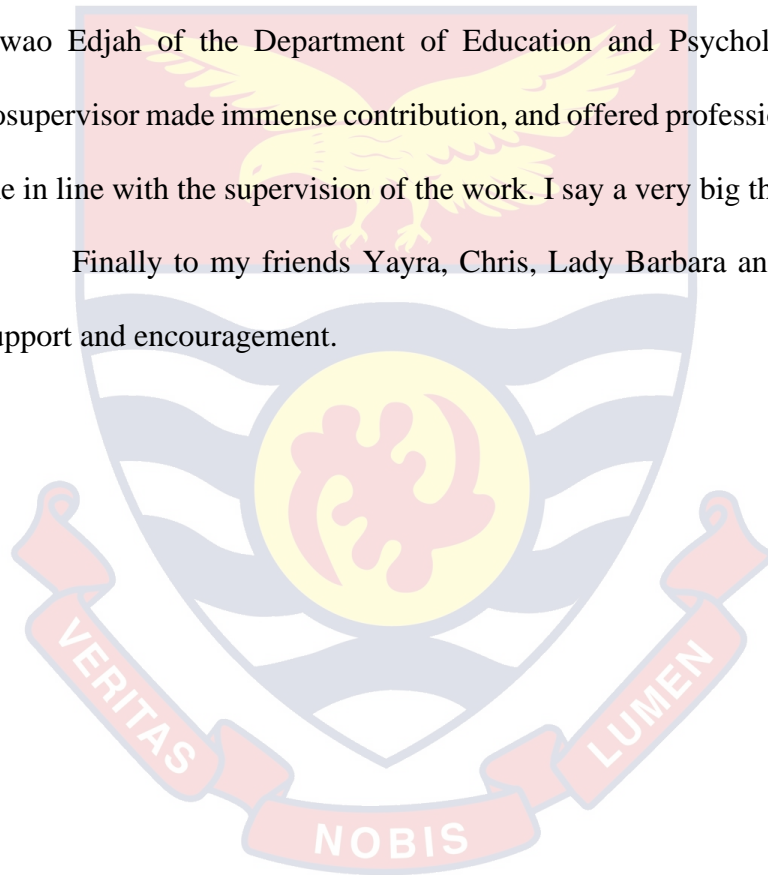 wao Edjah of the Department of Education and Psychol
osupervisor made immense contribution, and offered professi
e in line with the supervision of the work. I say a very big th
Finally to my friends Yayra, Chris, Lady Barbara an
upport and encouragement.
VERITAS
NOBIS
LUMEN